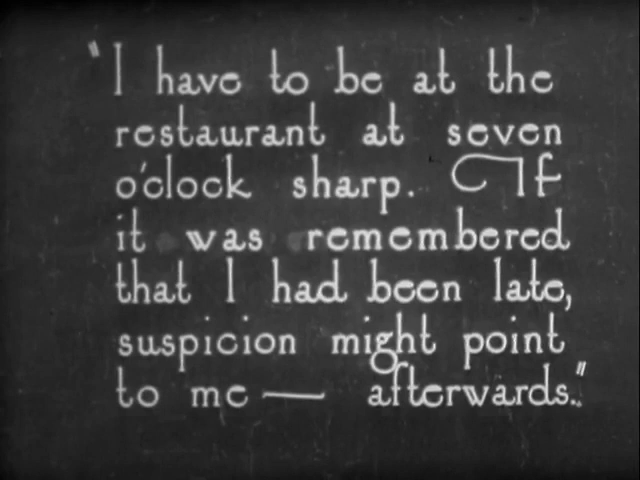 "I have to be at the
restaurant at seven
o'clock sharp. If
it was remembered
that I had been late,
suspicion might point
to me — afterwards."